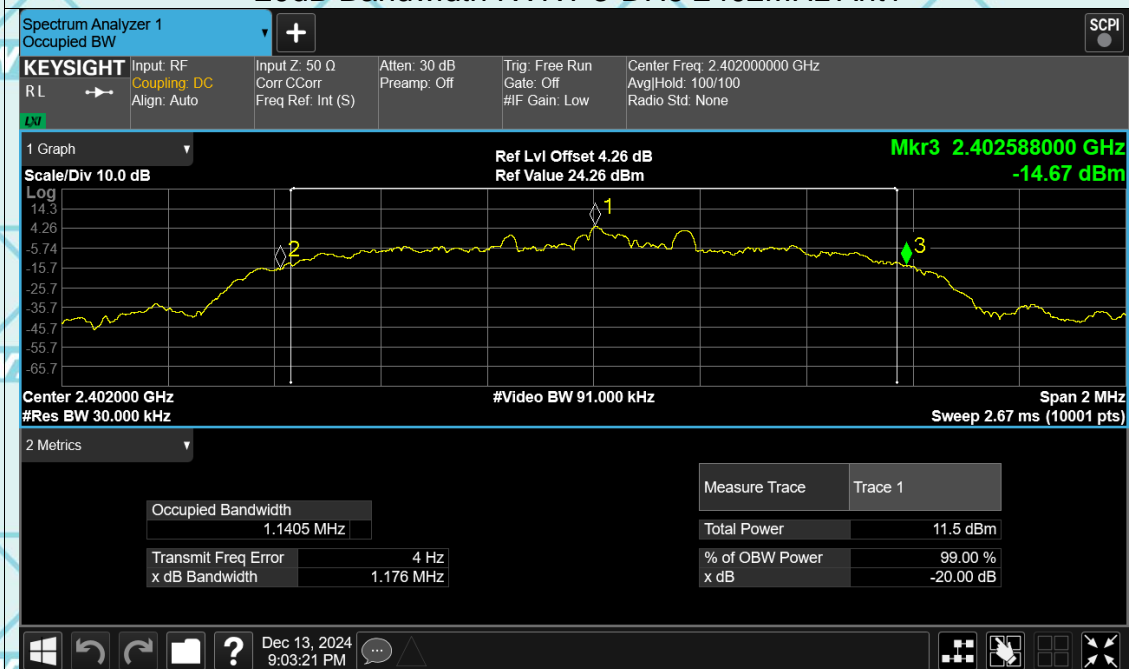 Spectrum Analyzer 1
Occupied BW
SCPI
KEYSIGHT
R L
LXI
Input: RF
Coupling: DC
Align: Auto
Input Z: 50 Ω
Corr CCorr
Freq Ref: Int (S)
Atten: 30 dB
Preamp: Off
Trig: Free Run
Gate: Off
#IF Gain: Low
Center Freq: 2.402000000 GHz
Avg|Hold: 100/100
Radio Std: None
1 Graph
Scale/Div 10.0 dB
Ref Lvl Offset 4.26 dB
Ref Value 24.26 dBm
Mkr3 2.402588000 GHz
-14.67 dBm
Log
14.3
4.26
-5.74
-15.7
-25.7
-35.7
-45.7
-55.7
-65.7
1
2
3
Center 2.402000 GHz
#Res BW 30.000 kHz
#Video BW 91.000 kHz
Span 2 MHz
Sweep 2.67 ms (10001 pts)
2 Metrics
Occupied Bandwidth
1.1405 MHz
Transmit Freq Error 4 Hz
x dB Bandwidth 1.176 MHz
Measure Trace Trace 1
Total Power 11.5 dBm
% of OBW Power 99.00 %
x dB -20.00 dB
Dec 13, 2024
9:03:21 PM